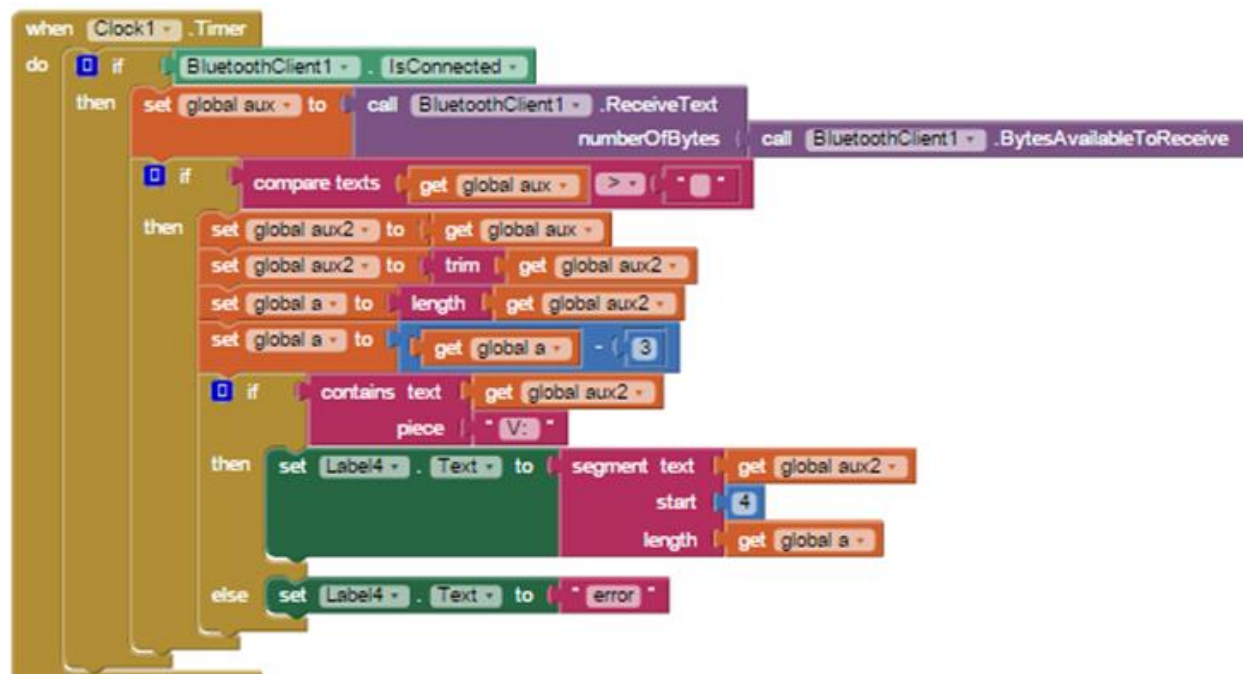 when Clock1 .Timer
do if BluetoothClient1 . IsConnected
then set global aux to call BluetoothClient1 .ReceiveText
numberOfBytes call BluetoothClient1 .BytesAvailableToReceive
if compare texts get global aux > " "
then set global aux2 to get global aux
set global aux2 to trim get global aux2
set global a to length get global aux2
set global a to get global a - 3
if contains text get global aux2
piece " V: "
then set Label4 . Text to segment text get global aux2
start 4
length get global a
else set Label4 . Text to " error "